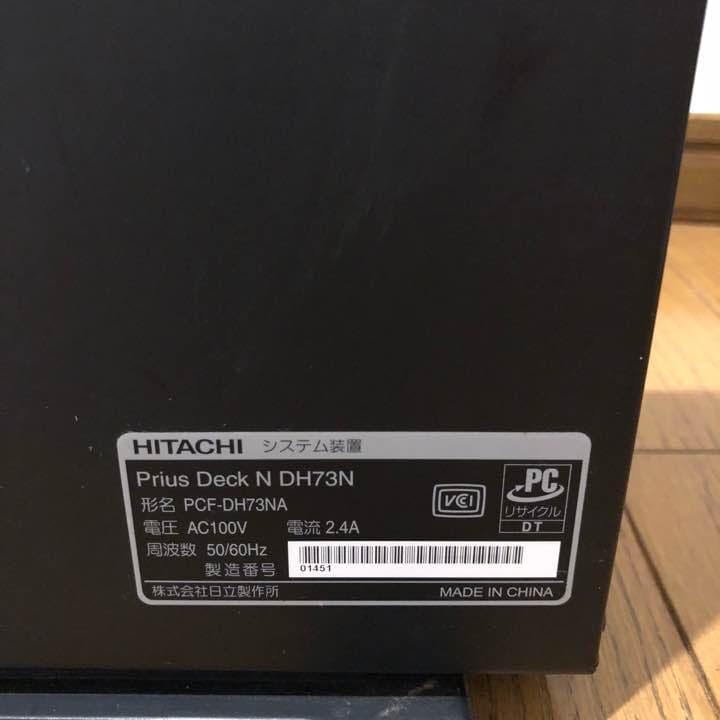 HITACHI システム装置
Prius Deck N DH73N
形名 PCF-DH73NA
電圧 AC100V 電流 2.4A
周波数 50/60Hz
製造番号
01451
VCCI
PC
リサイクル
DT
株式会社日立製作所 MADE IN CHINA